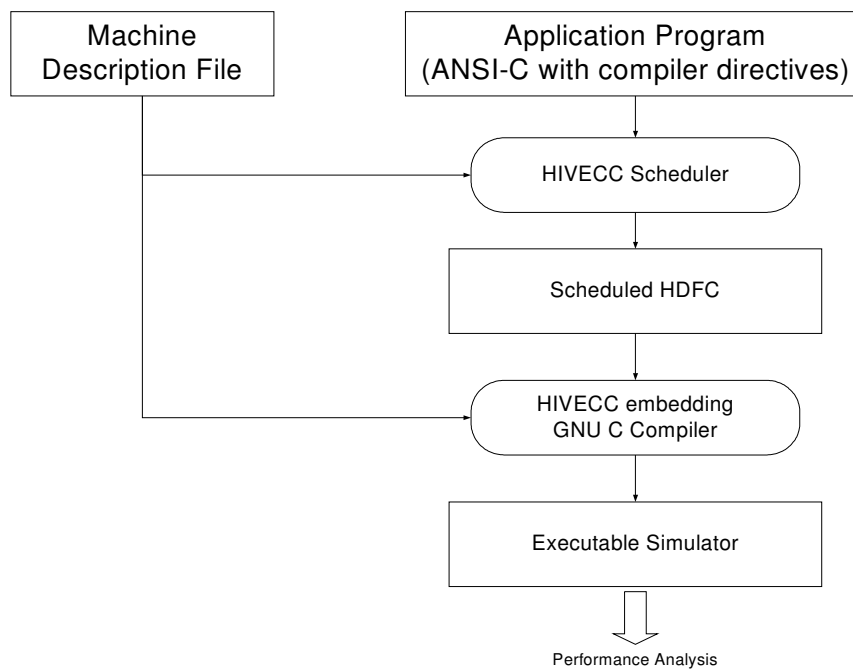 Machine
Description File
Application Program
(ANSI-C with compiler directives)
HIVECC Scheduler
Scheduled HDFC
HIVECC embedding
GNU C Compiler
Executable Simulator
Performance Analysis